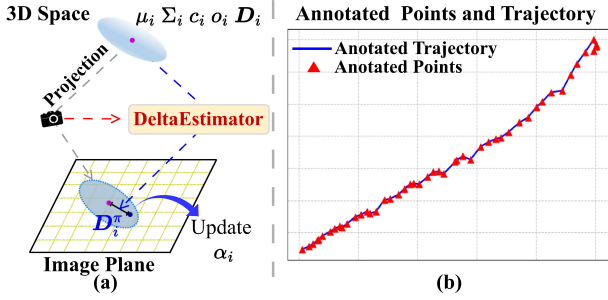 3D Space
μᵢ Σᵢ cᵢ oᵢ Dᵢ
Projection
DeltaEstimator
Dᵢ^π
Update
αᵢ
Image Plane
(a)
Annotated Points and Trajectory
Anotated Trajectory
Anotated Points
(b)